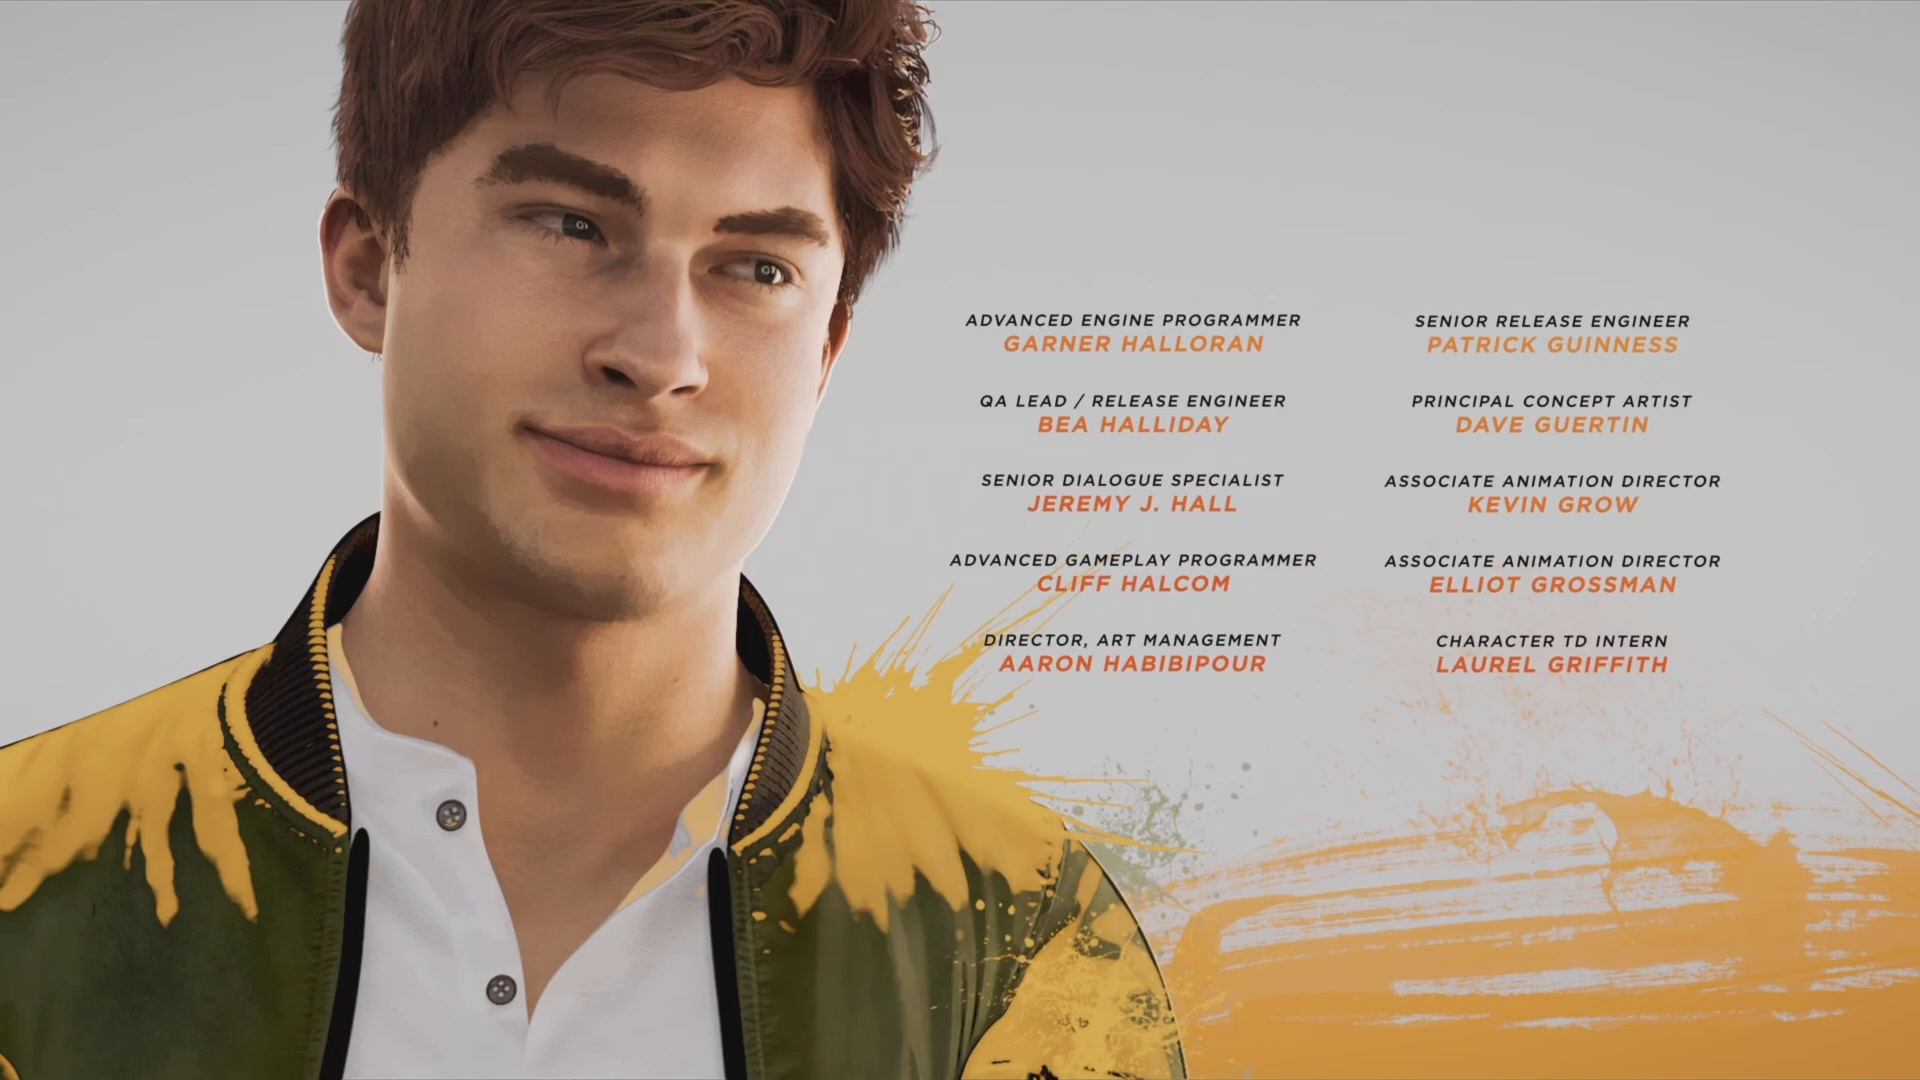 ADVANCED ENGINE PROGRAMMER
GARNER HALLORAN
QA LEAD / RELEASE ENGINEER
BEA HALLIDAY
SENIOR DIALOGUE SPECIALIST
JEREMY J. HALL
ADVANCED GAMEPLAY PROGRAMMER
CLIFF HALCOM
DIRECTOR, ART MANAGEMENT
AARON HABIBIPOUR
SENIOR RELEASE ENGINEER
PATRICK GUINNESS
PRINCIPAL CONCEPT ARTIST
DAVE GUERTIN
ASSOCIATE ANIMATION DIRECTOR
KEVIN GROW
ASSOCIATE ANIMATION DIRECTOR
ELLIOT GROSSMAN
CHARACTER TD INTERN
LAUREL GRIFFITH